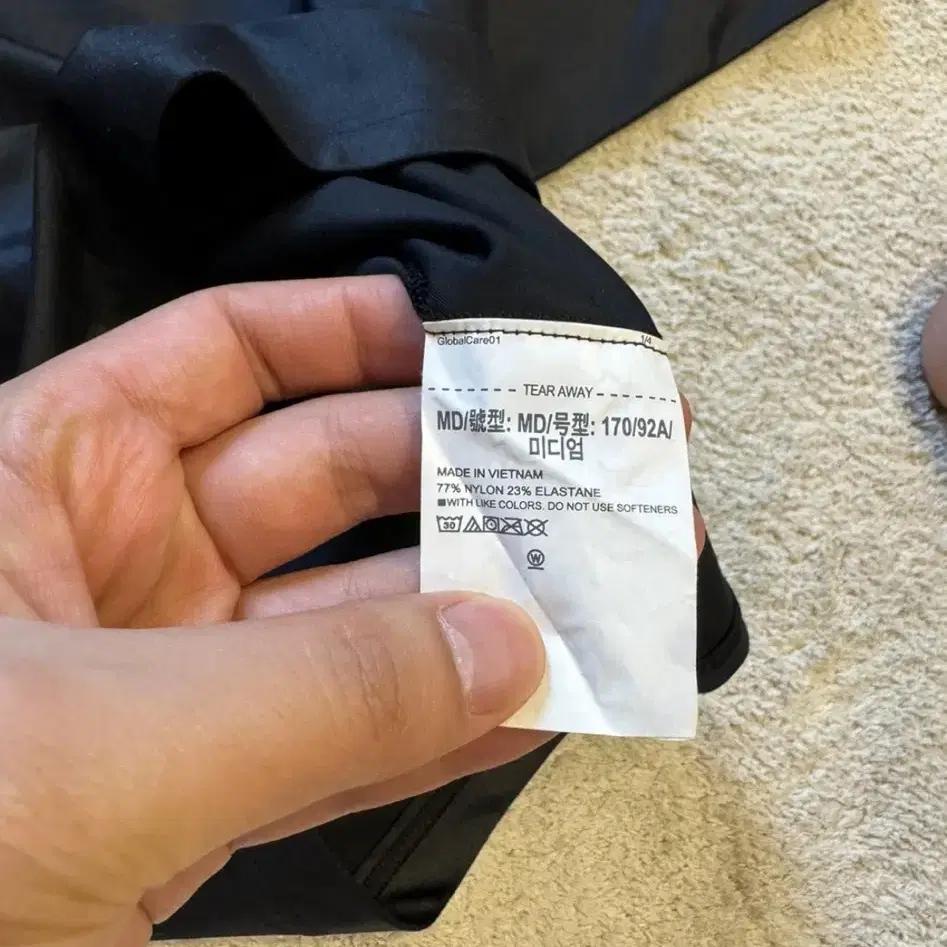 GlobalCare01 1/4
TEAR AWAY
MD/號型: MD/号型: 170/92A/
미디엄
MADE IN VIETNAM
77% NYLON 23% ELASTANE
WITH LIKE COLORS. DO NOT USE SOFTENERS
30
W